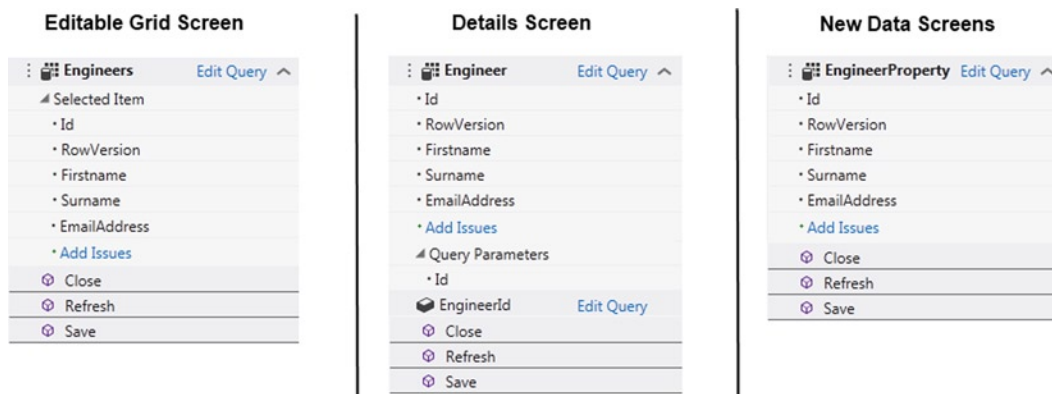 Editable Grid Screen
Engineers Edit Query
Selected Item
Id
RowVersion
Firstname
Surname
EmailAddress
Add Issues
Close
Refresh
Save
Details Screen
Engineer Edit Query
Id
RowVersion
Firstname
Surname
EmailAddress
Add Issues
Query Parameters
Id
EngineerId Edit Query
Close
Refresh
Save
New Data Screens
EngineerProperty Edit Query
Id
RowVersion
Firstname
Surname
EmailAddress
Add Issues
Close
Refresh
Save